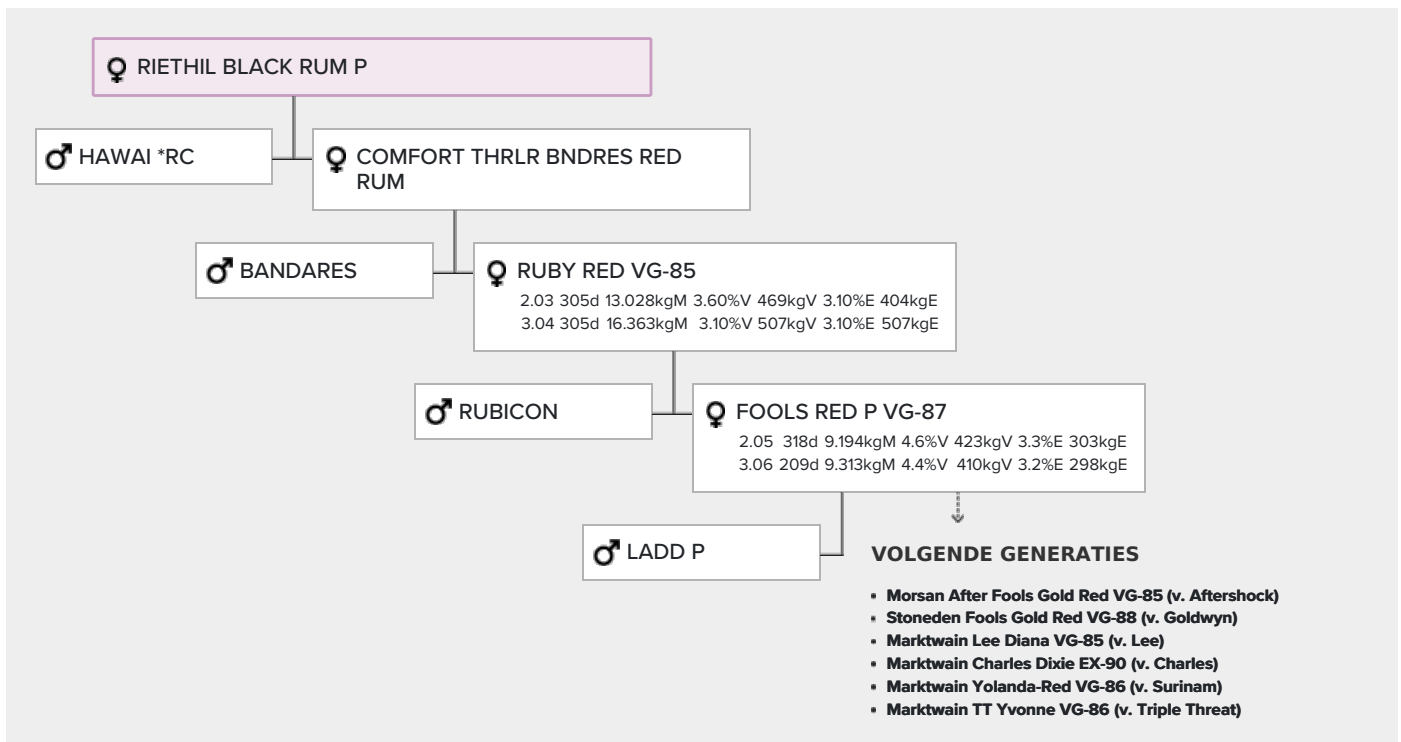 RIETHIL BLACK RUM P
HAWAI *RC
COMFORT THRLR BNDRES RED
RUM
BANDARES
RUBY RED VG-85
2.03 305d 13.028kgM 3.60%V 469kgV 3.10%E 404kgE
3.04 305d 16.363kgM 3.10%V 507kgV 3.10%E 507kgE
RUBICON
FOOLS RED P VG-87
2.05 318d 9.194kgM 4.6%V 423kgV 3.3%E 303kgE
3.06 209d 9.313kgM 4.4%V 410kgV 3.2%E 298kgE
LADD P
VOLGENDE GENERATIES
• Morsan After Fools Gold Red VG-85 (v. Aftershock)
• Stoneden Fools Gold Red VG-88 (v. Goldwyn)
• Marktwain Lee Diana VG-85 (v. Lee)
• Marktwain Charles Dixie EX-90 (v. Charles)
• Marktwain Yolanda-Red VG-86 (v. Surinam)
• Marktwain TT Yvonne VG-86 (v. Triple Threat)